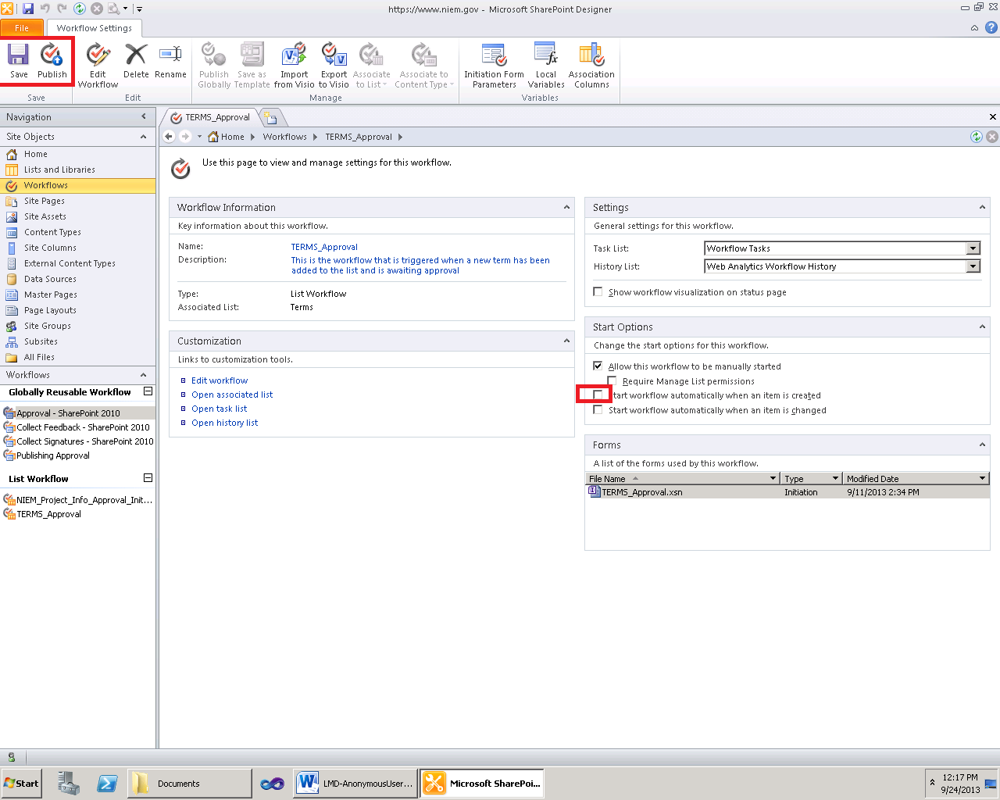 https://www.niem.gov - Microsoft SharePoint Designer
File
Workflow Settings
Save
Publish
Edit
Workflow
Delete
Rename
Publish
Globally
Save as
Template
Import
from Visio
Export
to Visio
Associate
to List
Associate to
Content Type
Initiation Form
Parameters
Local
Variables
Association
Columns
Save
Edit
Manage
Variables
Navigation
Site Objects
Home
Lists and Libraries
Workflows
Site Pages
Site Assets
Content Types
Site Columns
External Content Types
Data Sources
Master Pages
Page Layouts
Site Groups
Subsites
All Files
Workflows
Globally Reusable Workflow
Approval - SharePoint 2010
Collect Feedback - SharePoint 2010
Collect Signatures - SharePoint 2010
Publishing Approval
List Workflow
NIEM_Project_Info_Approval_Init...
TERMS_Approval
TERMS_Approval
Home Workflows TERMS_Approval
Use this page to view and manage settings for this workflow.
Workflow Information
Key information about this workflow.
Name: TERMS_Approval
Description: This is the workflow that is triggered when a new term has been
added to the list and is awaiting approval
Type: List Workflow
Associated List: Terms
Customization
Links to customization tools.
Edit workflow
Open associated list
Open task list
Open history list
Settings
General settings for this workflow.
Task List: Workflow Tasks
History List: Web Analytics Workflow History
Show workflow visualization on status page
Start Options
Change the start options for this workflow.
Allow this workflow to be manually started
Require Manage List permissions
tart workflow automatically when an item is created
Start workflow automatically when an item is changed
Forms
A list of the forms used by this workflow.
File Name Type Modified Date
TERMS_Approval.xsn Initiation 9/11/2013 2:34 PM
Start
Documents
LMD-AnonymousUser...
Microsoft SharePoi...
12:17 PM
9/24/2013